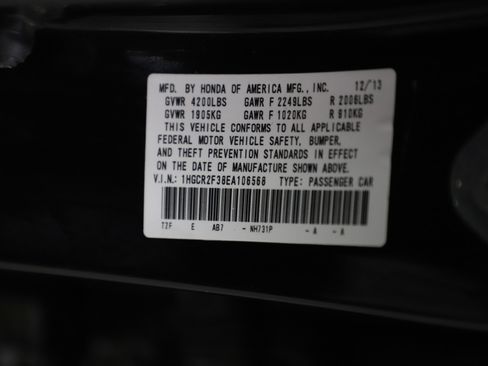 MFD. BY HONDA OF AMERICA MFG., INC. 12/13
GVWR 4200LBS GAWR F 2249LBS R 2006LBS
GVWR 1905KG GAWR F 1020KG R 910KG
THIS VEHICLE CONFORMS TO ALL APPLICABLE
FEDERAL MOTOR VEHICLE SAFETY, BUMPER,
AND THEFT PREVENTION STANDARDS IN EFFECT
ON THE DATE OF MANUFACTURE SHOWN ABOVE.
V.I.N.: 1HGCR2F38EA106568 TYPE: PASSENGER CAR
T2F E AB7 - NH731P - A - A